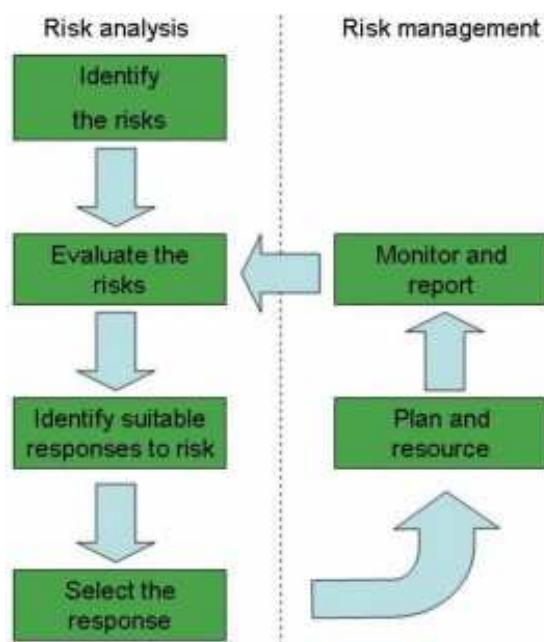 Risk analysis
Risk management
Identify
the risks
Evaluate the
risks
Monitor and
report
Identify suitable
responses to risk
Plan and
resource
Select the
response